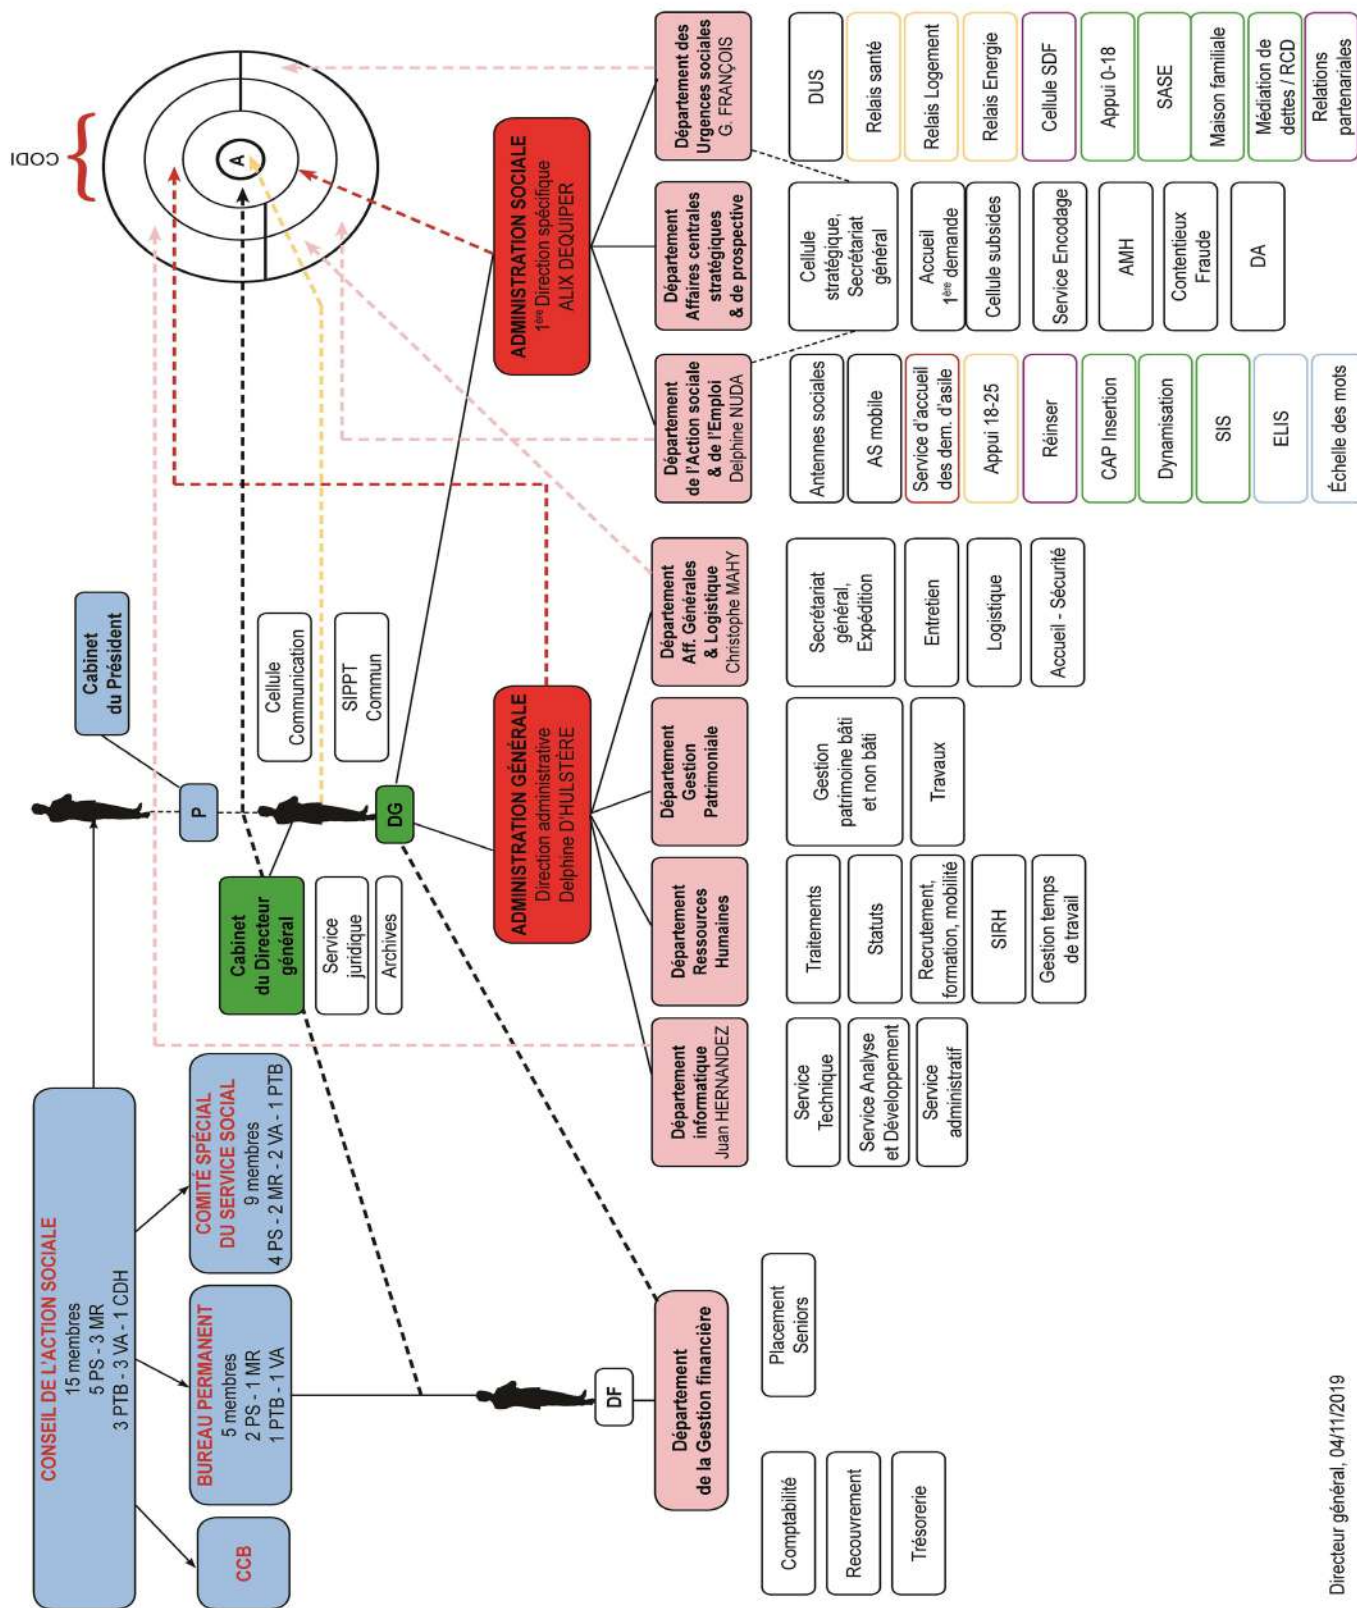 CONSEIL DE L'ACTION SOCIALE
15 membres
5 PS - 3 MR
3 PTB - 3 VA - 1 CDH
CCB
BUREAU PERMANENT
5 membres
2 PS - 1 MR
1 PTB - 1 VA
COMITÉ SPÉCIAL
DU SERVICE SOCIAL
9 membres
4 PS - 2 MR - 2 VA - 1 PTB
Cabinet
du Président
P
CODI
A
Cabinet
du Directeur
général
Service
juridique
Archives
Cellule
Communication
SIPPT
Commun
DG
DF
Département
de la Gestion financière
Comptabilité
Recouvrement
Trésorerie
Placement
Seniors
ADMINISTRATION GÉNÉRALE
Direction administrative
Delphine D'HULSTÈRE
Département
informatique
Juan HERNANDEZ
Service
Technique
Service Analyse
et Développement
Service
administratif
Département
Ressources
Humaines
Traitements
Statuts
Recrutement,
formation, mobilité
SIRH
Gestion temps
de travail
Département
Gestion
Patrimoniale
Gestion
patrimoine bâti
et non bâti
Travaux
Département
Aff. Générales
& Logistique
Christophe MAHY
Secrétariat
général,
Expédition
Entretien
Logistique
Accueil - Sécurité
ADMINISTRATION SOCIALE
1ère Direction spécifique
ALIX DEQUIPER
Département
de l'Action sociale
& de l'Emploi
Delphine NUDA
Antennes sociales
AS mobile
Service d'accueil
des dem. d'asile
Appui 18-25
Réinser
CAP Insertion
Dynamisation
SIS
ELIS
Échelle des mots
Département
Affaires centrales
stratégiques
& de prospective
Cellule
stratégique,
Secrétariat
général
Accueil
1ère demande
Cellule subsides
Service Encodage
AMH
Contentieux
Fraude
DA
Département des
Urgences sociales
G. FRANÇOIS
DUS
Relais santé
Relais Logement
Relais Energie
Cellule SDF
Appui 0-18
SASE
Maison familiale
Médiation de
dettes / RCD
Relations
partenariales
Directeur général, 04/11/2019